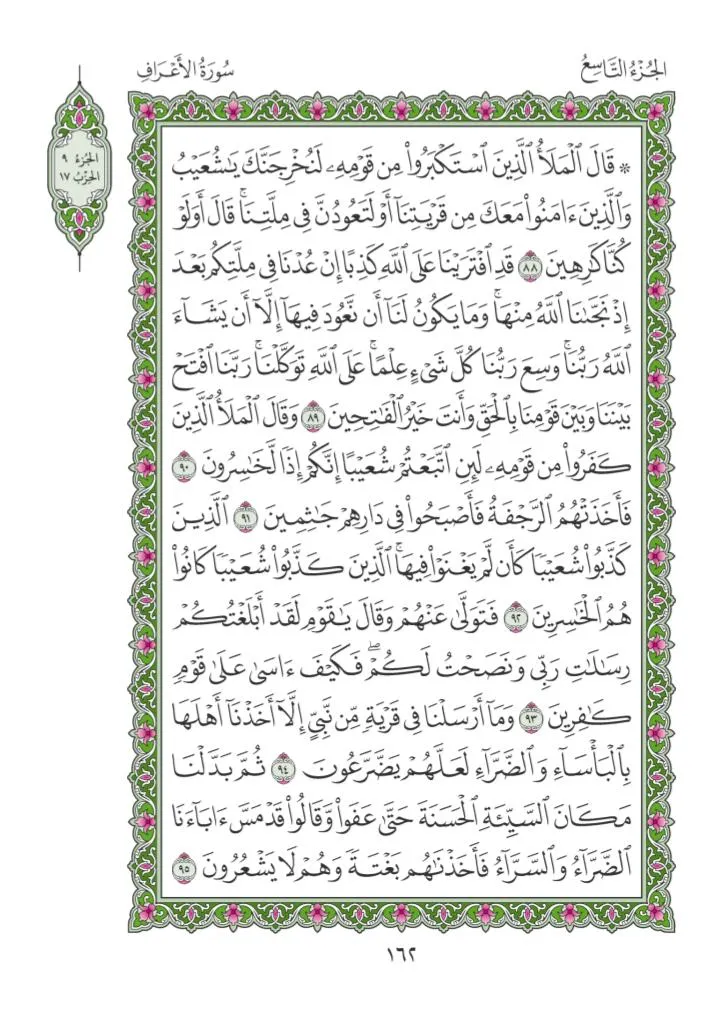 الجُزْءُ التَّاسِعُ
سُورَةُ الأَعْرَافِ
الجُزْءُ ٩
الحِزْبُ ١٧
۞ قَالَ ٱلْمَلَأُ ٱلَّذِينَ ٱسْتَكْبَرُوا۟ مِن قَوْمِهِۦ لَنُخْرِجَنَّكَ يَـٰشُعَيْبُ
وَٱلَّذِينَ ءَامَنُوا۟ مَعَكَ مِن قَرْيَتِنَآ أَوْ لَتَعُودُنَّ فِى مِلَّتِنَا ۚ قَالَ أَوَلَوْ
كُنَّا كَـٰرِهِينَ ٨٨ قَدِ ٱفْتَرَيْنَا عَلَى ٱللَّهِ كَذِبًا إِنْ عُدْنَا فِى مِلَّتِكُم بَعْدَ
إِذْ نَجَّىٰنَا ٱللَّهُ مِنْهَا ۚ وَمَا يَكُونُ لَنَآ أَن نَّعُودَ فِيهَآ إِلَّآ أَن يَشَآءَ
ٱللَّهُ رَبُّنَا ۚ وَسِعَ رَبُّنَا كُلَّ شَىْءٍ عِلْمًا ۚ عَلَى ٱللَّهِ تَوَكَّلْنَا ۚ رَبَّنَا ٱفْتَحْ
بَيْنَنَا وَبَيْنَ قَوْمِنَا بِٱلْحَقِّ وَأَنتَ خَيْرُ ٱلْفَـٰتِحِينَ ٨٩ وَقَالَ ٱلْمَلَأُ ٱلَّذِينَ
كَفَرُوا۟ مِن قَوْمِهِۦ لَئِنِ ٱتَّبَعْتُمْ شُعَيْبًا إِنَّكُمْ إِذًا لَّخَـٰسِرُونَ ٩٠
فَأَخَذَتْهُمُ ٱلرَّجْفَةُ فَأَصْبَحُوا۟ فِى دَارِهِمْ جَـٰثِمِينَ ٩١ ٱلَّذِينَ
كَذَّبُوا۟ شُعَيْبًا كَأَن لَّمْ يَغْنَوْا۟ فِيهَا ۚ ٱلَّذِينَ كَذَّبُوا۟ شُعَيْبًا كَانُوا۟
هُمُ ٱلْخَـٰسِرِينَ ٩٢ فَتَوَلَّىٰ عَنْهُمْ وَقَالَ يَـٰقَوْمِ لَقَدْ أَبْلَغْتُكُمْ
رِسَـٰلَـٰتِ رَبِّى وَنَصَحْتُ لَكُمْ ۖ فَكَيْفَ ءَاسَىٰ عَلَىٰ قَوْمٍ
كَـٰفِرِينَ ٩٣ وَمَآ أَرْسَلْنَا فِى قَرْيَةٍ مِّن نَّبِىٍّ إِلَّآ أَخَذْنَآ أَهْلَهَا
بِٱلْبَأْسَآءِ وَٱلضَّرَّآءِ لَعَلَّهُمْ يَضَّرَّعُونَ ٩٤ ثُمَّ بَدَّلْنَا
مَكَانَ ٱلسَّيِّئَةِ ٱلْحَسَنَةَ حَتَّىٰ عَفَوا۟ وَّقَالُوا۟ قَدْ مَسَّ ءَابَآءَنَا
ٱلضَّرَّآءُ وَٱلسَّرَّآءُ فَأَخَذْنَـٰهُم بَغْتَةً وَهُمْ لَا يَشْعُرُونَ ٩٥
١٦٢